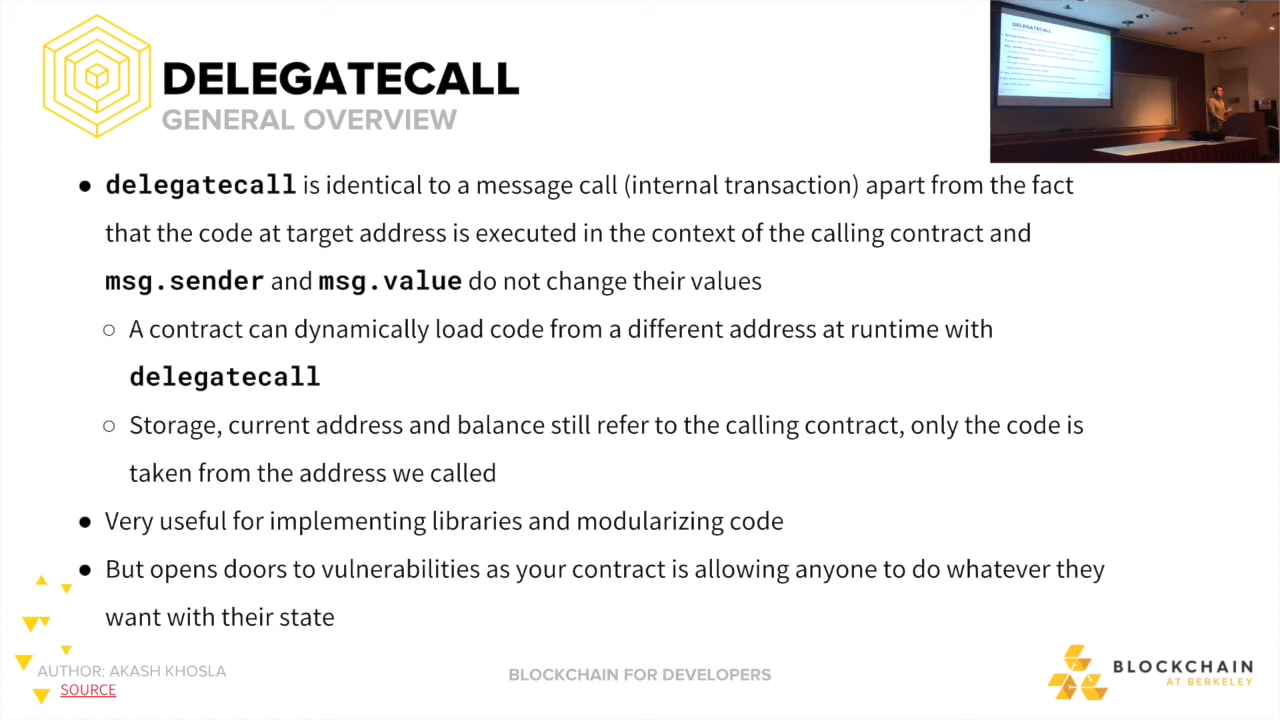 DELEGATECALL
GENERAL OVERVIEW
DELEGATECALL
● delegatecall is identical to a message call (internal transaction) apart from the fact
that the code at target address is executed in the context of the calling contract and
msg.sender and msg.value do not change their values
○ A contract can dynamically load code from a different address at runtime with
delegatecall
○ Storage, current address and balance still refer to the calling contract, only the code is
taken from the address we called
● Very useful for implementing libraries and modularizing code
● But opens doors to vulnerabilities as your contract is allowing anyone to do whatever they
want with their state
AUTHOR: AKASH KHOSLA
SOURCE
BLOCKCHAIN FOR DEVELOPERS
BLOCKCHAIN
AT BERKELEY